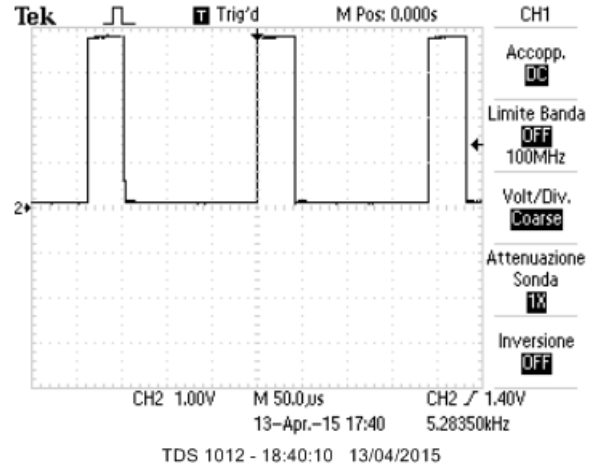 Tek T Trig'd M Pos: 0.000s CH1
Accopp.
DC
Limite Banda
OFF
100MHz
Volt/Div.
Coarse
2
Attenuazione
Sonda
1X
Inversione
OFF
CH2 1.00V M 50.0µs CH2 1.40V
13-Apr.-15 17:40 5.28350kHz
TDS 1012 - 18:40:10 13/04/2015